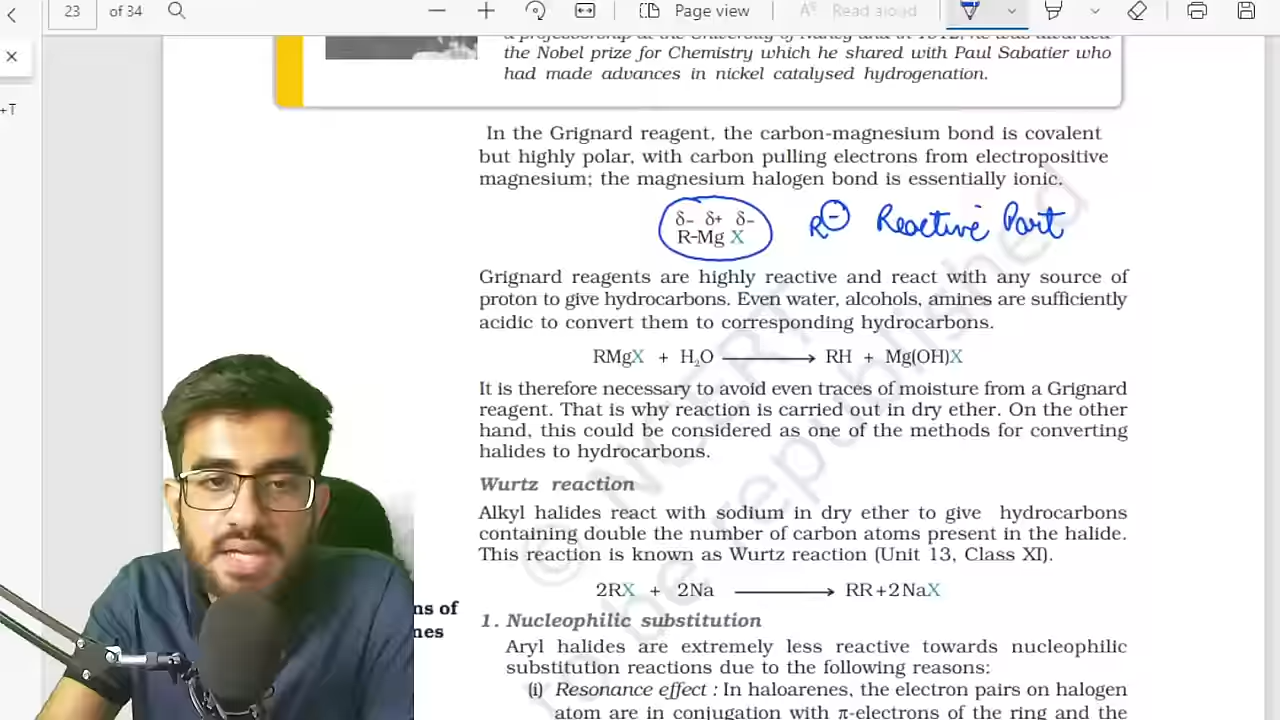 23 of 34
Page view
Read aloud
+T
the Nobel prize for Chemistry which he shared with Paul Sabatier who
had made advances in nickel catalysed hydrogenation.
In the Grignard reagent, the carbon-magnesium bond is covalent
but highly polar, with carbon pulling electrons from electropositive
magnesium; the magnesium halogen bond is essentially ionic.
δ– δ+ δ–
R-Mg X
R⊖ Reactive Part
Grignard reagents are highly reactive and react with any source of
proton to give hydrocarbons. Even water, alcohols, amines are sufficiently
acidic to convert them to corresponding hydrocarbons.
RMgX + H₂O ⟶ RH + Mg(OH)X
It is therefore necessary to avoid even traces of moisture from a Grignard
reagent. That is why reaction is carried out in dry ether. On the other
hand, this could be considered as one of the methods for converting
halides to hydrocarbons.
Wurtz reaction
Alkyl halides react with sodium in dry ether to give hydrocarbons
containing double the number of carbon atoms present in the halide.
This reaction is known as Wurtz reaction (Unit 13, Class XI).
2RX + 2Na ⟶ RR+2NaX
ns of
nes
1. Nucleophilic substitution
Aryl halides are extremely less reactive towards nucleophilic
substitution reactions due to the following reasons:
(i) Resonance effect : In haloarenes, the electron pairs on halogen
atom are in conjugation with π-electrons of the ring and the
© NCERT
to be republished